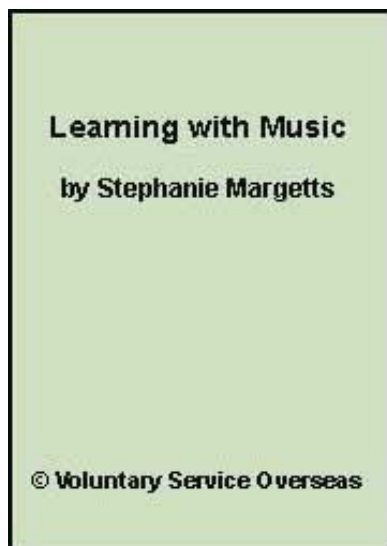 Learning with Music
by Stephanie Margetts
© Voluntary Service Overseas